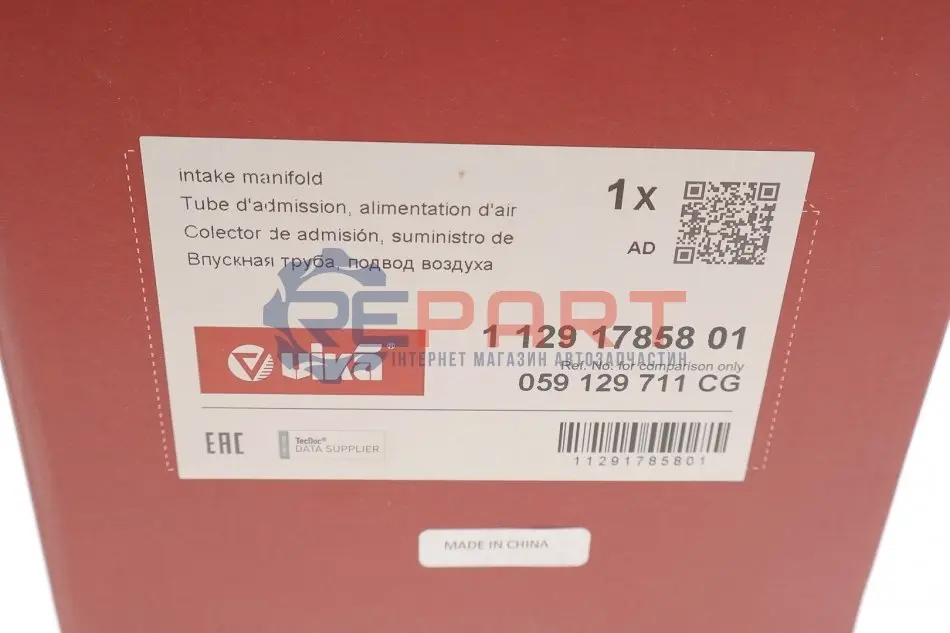 intake manifold
Tube d'admission, alimentation d'air
Colector de admisión, suministro de
Впускная труба, подвод воздуха
1x
AD
REPART
ІНТЕРНЕТ МАГАЗИН АВТОЗАПЧАСТИН
1 129 17858 01
Ref. No. for comparison only
059 129 711 CG
viva®
EAC
TecDoc®
DATA SUPPLIER
11291785801
MADE IN CHINA